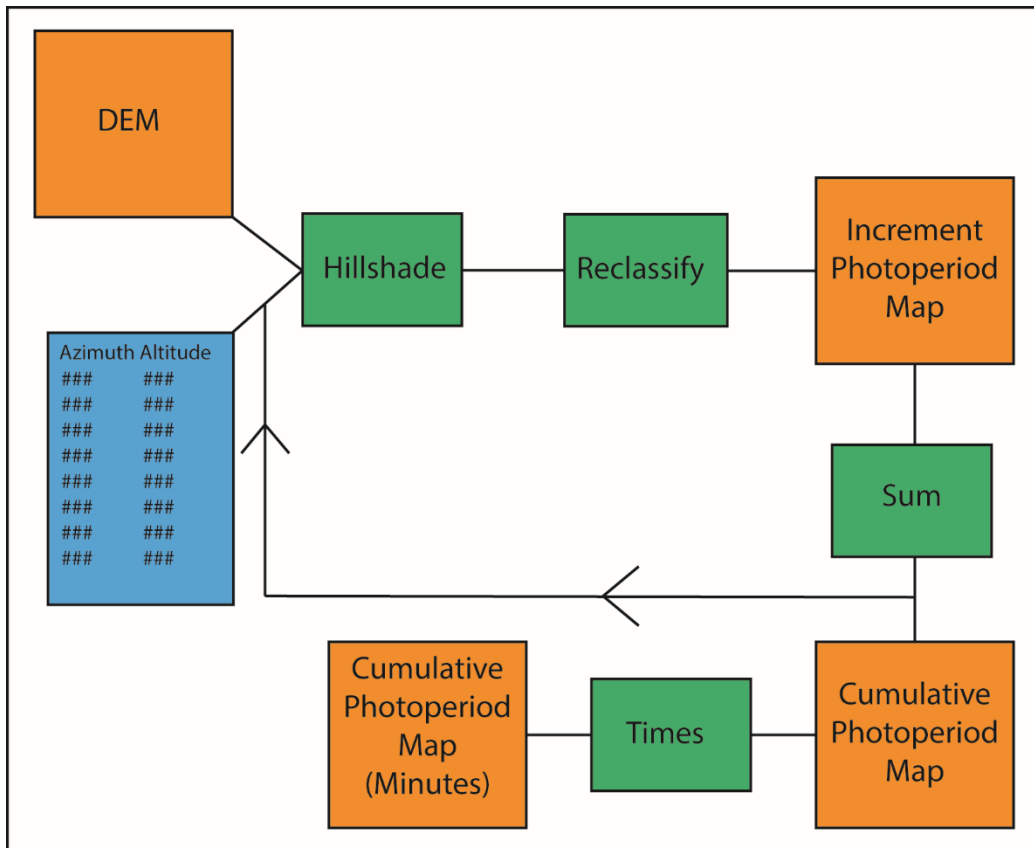 DEM
Hillshade
Reclassify
Increment
Photoperiod
Map
Azimuth Altitude
### ###
### ###
### ###
### ###
### ###
### ###
### ###
### ###
Sum
Cumulative
Photoperiod
Map
(Minutes)
Times
Cumulative
Photoperiod
Map